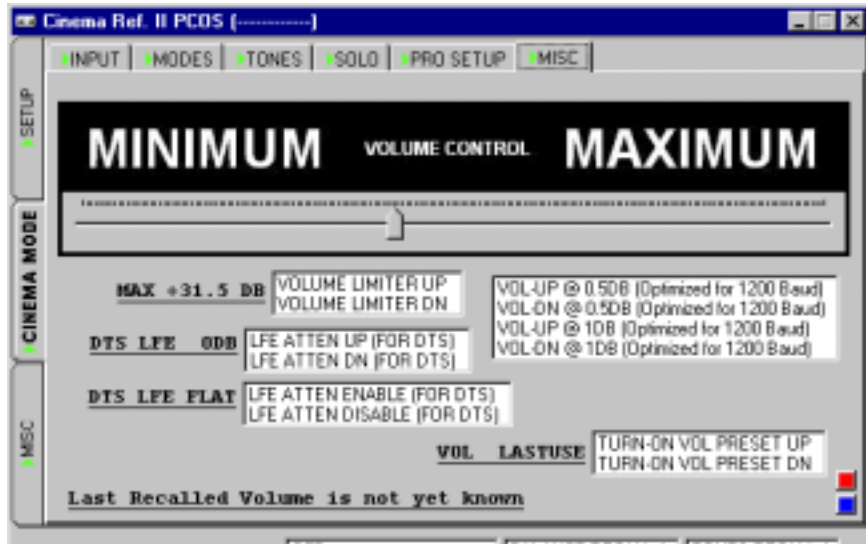 Cinema Ref. II PCOS (------------)
INPUT MODES TONES SOLO PRO SETUP MISC
SETUP
CINEMA MODE
MISC
MINIMUM VOLUME CONTROL MAXIMUM
MAX +31.5 DB
VOLUME LIMITER UP
VOLUME LIMITER DN
VOL-UP @ 0.5DB (Optimized for 1200 Baud)
VOL-DN @ 0.5DB (Optimized for 1200 Baud)
VOL-UP @ 1DB (Optimized for 1200 Baud)
VOL-DN @ 1DB (Optimized for 1200 Baud)
DTS LFE 0DB
LFE ATTEN UP (FOR DTS)
LFE ATTEN DN (FOR DTS)
DTS LFE FLAT
LFE ATTEN ENABLE (FOR DTS)
LFE ATTEN DISABLE (FOR DTS)
VOL LASTUSE
TURN-ON VOL PRESET UP
TURN-ON VOL PRESET DN
Last Recalled Volume is not yet known